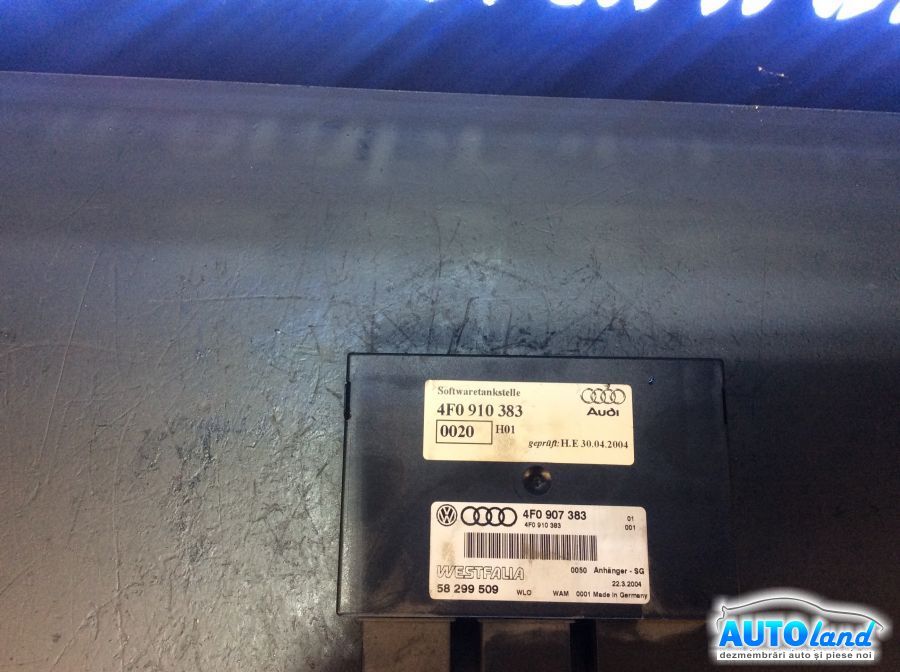 Softwaretankstelle
4F0 910 383
Audi
0020 H01
geprüft: H.E 30.04.2004
4F0 907 383 01
4F0 910 383 001
WESTFALIA 0050 Anhänger - SG
22.3.2004
58 299 509 WLO WAM 0001 Made in Germany
AUTOland
dezmembrări auto și piese noi